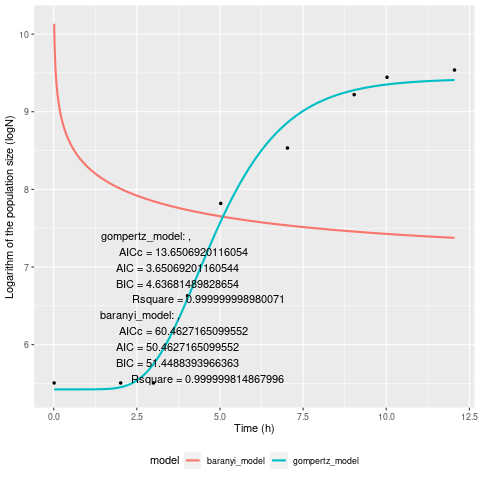 10
9
8
7
6
Logarithm of the population size (logN)
gompertz_model: ,
AICc = 13.6506920116054
AIC = 3.65069201160544
BIC = 4.63681489828654
Rsquare = 0.999999998980071
baranyi_model: ,
AICc = 60.4627165099552
AIC = 50.4627165099552
BIC = 51.4488393966363
Rsquare = 0.999999814867996
0.0 2.5 5.0 7.5 10.0 12.5
Time (h)
model baranyi_model gompertz_model